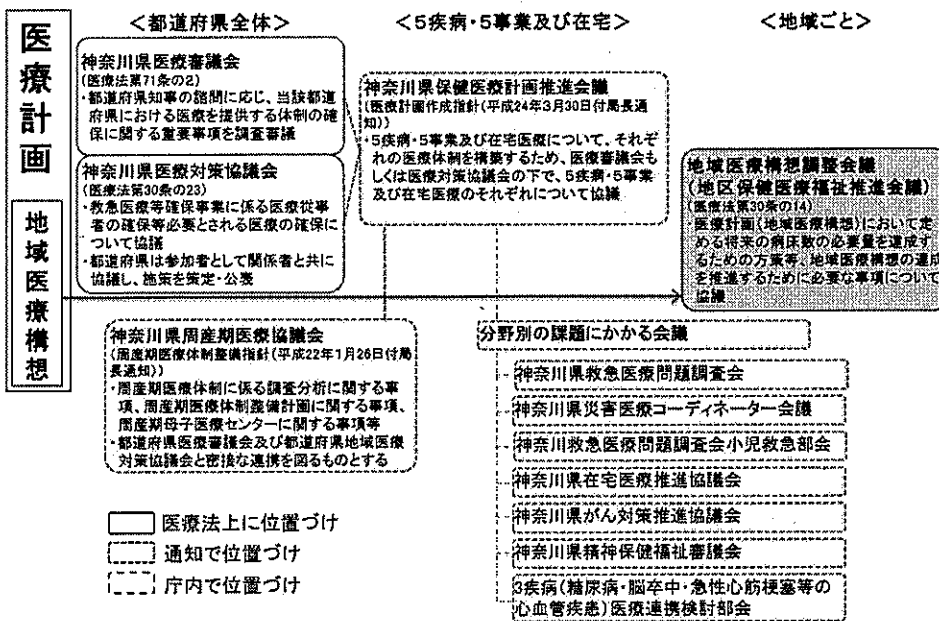 <都道府県全体>
<5疾病・5事業及び在宅>
<地域ごと>
医療計画
地域医療構想
神奈川県医療審議会
(医療法第71条の2)
・都道府県知事の諮問に応じ、当該都道
府県における医療を提供する体制の確
保に関する重要事項を調査審議
神奈川県医療対策協議会
(医療法第30条の23)
・救急医療等確保事業に係る医療従事
者の確保等必要とされる医療の確保に
ついて協議
・都道府県は参加者として関係者と共に
協議し、施策を策定・公表
神奈川県周産期医療協議会
(周産期医療体制整備指針(平成22年1月26日付局
長通知))
・周産期医療体制に係る調査分析に関する事
項、周産期医療体制整備計画に関する事項、
周産期母子医療センターに関する事項等
・都道府県医療審議会及び都道府県地域医療
対策協議会と密接な連携を図るものとする
神奈川県保健医療計画推進会議
(医療計画作成指針(平成24年3月30日付局長通
知))
・5疾病・5事業及び在宅医療について、それぞ
れの医療体制を構築するため、医療審議会も
しくは医療対策協議会の下で、5疾病・5事業
及び在宅医療のそれぞれについて協議
地域医療構想調整会議
(地区保健医療福祉推進会議)
(医療法第30条の14)
・医療計画(地域医療構想)において定
める将来の病床数の必要量を達成す
るための方策等、地域医療構想の達成
を推進するために必要な事項について
協議
分野別の課題にかかる会議
神奈川県救急医療問題調査会
神奈川県災害医療コーディネーター会議
神奈川救急医療問題調査会小児救急部会
神奈川県在宅医療推進協議会
神奈川県がん対策推進協議会
神奈川県精神保健福祉審議会
3疾病(糖尿病・脳卒中・急性心筋梗塞等の
心血管疾患)医療連携検討部会
医療法上に位置づけ
通知で位置づけ
庁内で位置づけ